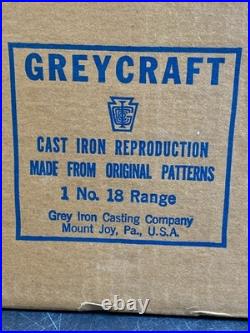 GREYCRAFT
CAST IRON REPRODUCTION
MADE FROM ORIGINAL PATTERNS
1 No. 18 Range
Grey Iron Casting Company
Mount Joy, Pa., U.S.A.